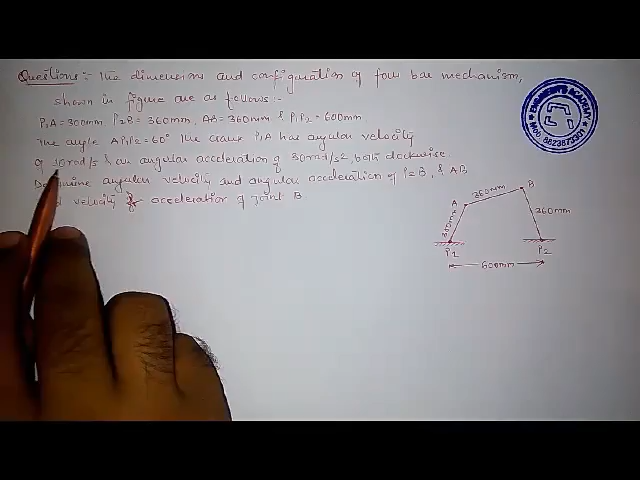 Questions:- The dimensions and configuration of four bar mechanism,
shown in figure are as follows:-
P1A = 300mm P2B = 360mm, AB = 360mm & P1P2 = 600mm
The angle AP1P2 = 60° The crank P1A has angular velocity
of 10rad/s & an angular acceleration of 30rad/s2, both clockwise.
Determine angular velocity and angular acceleration of P2B, & AB
velocity & acceleration of joint B
ENGINEER'S ACADEMY
MOB.
A
360mm
B
300mm
360mm
P1
P2
600mm